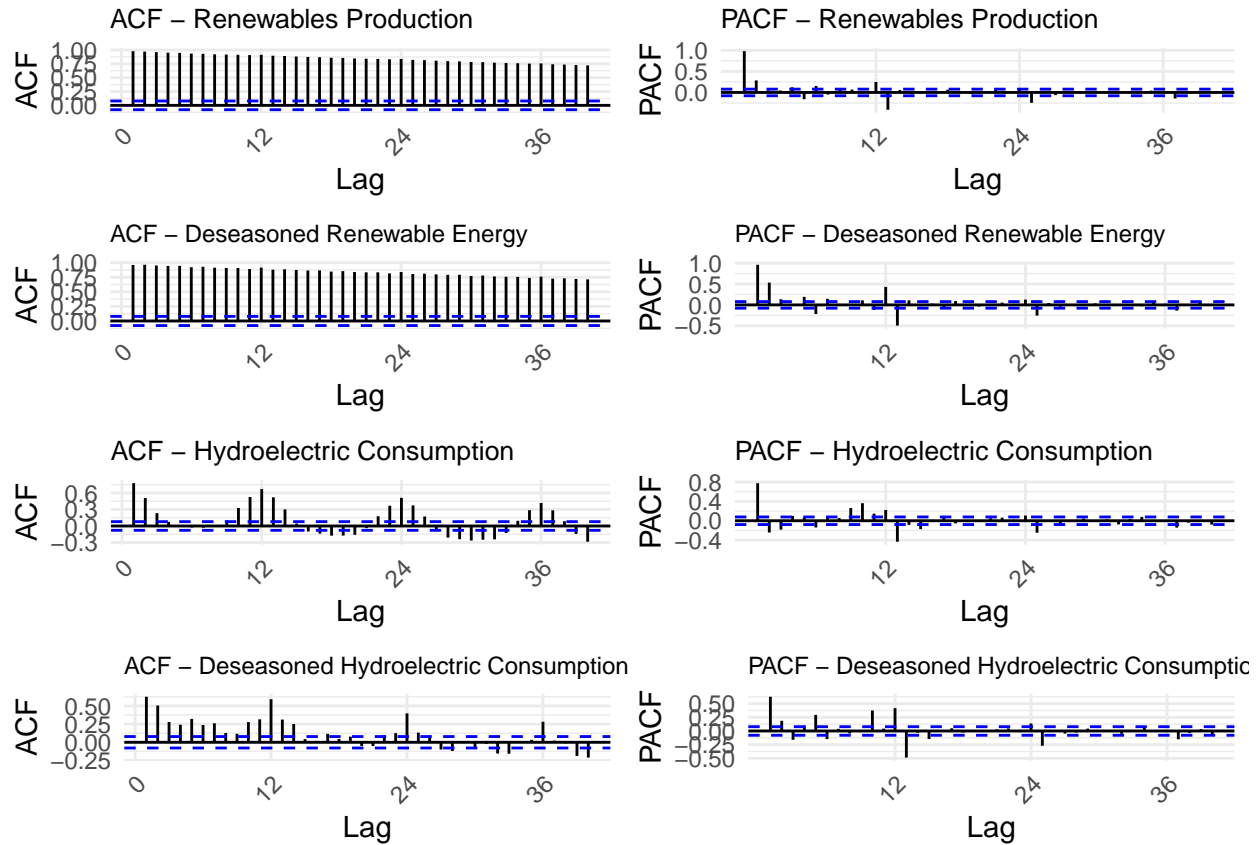 ACF – Renewables Production
ACF
1.00
0.75
0.50
0.25
0.00
0
12
24
36
Lag
PACF – Renewables Production
PACF
1.0
0.5
0.0
12
24
36
Lag
ACF – Deseasoned Renewable Energy
ACF
1.00
0.75
0.50
0.25
0.00
0
12
24
36
Lag
PACF – Deseasoned Renewable Energy
PACF
1.0
0.5
0.0
−0.5
12
24
36
Lag
ACF – Hydroelectric Consumption
ACF
0.6
0.3
0.0
−0.3
0
12
24
36
Lag
PACF – Hydroelectric Consumption
PACF
0.8
0.4
0.0
−0.4
12
24
36
Lag
ACF – Deseasoned Hydroelectric Consumption
ACF
0.50
0.25
0.00
−0.25
0
12
24
36
Lag
PACF – Deseasoned Hydroelectric Consumptio
PACF
0.50
0.25
0.00
−0.25
−0.50
12
24
36
Lag